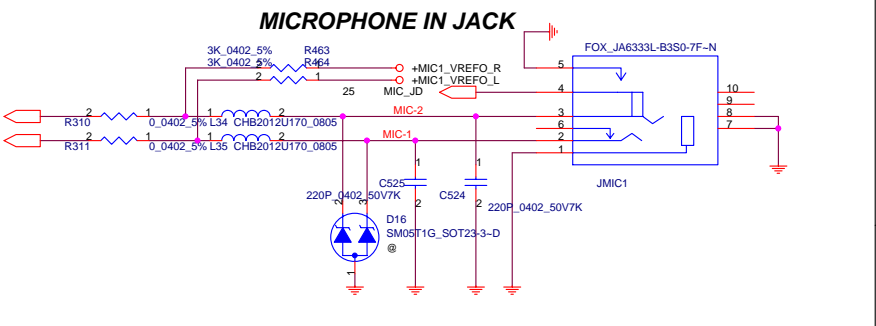 MICROPHONE IN JACK
FOX_JA6333L-B3S0-7F~N
3K_0402_5% R463
3K_0402_5% R464
2 1 +MIC1_VREFO_R
2 1 +MIC1_VREFO_L
25 MIC_JD
5
4
3
6
2
1
10
9
8
7
2 1 1 2 MIC-2
R310 0_0402_5% L34 CHB2012U170_0805
2 1 1 2 MIC-1
R311 0_0402_5% L35 CHB2012U170_0805
JMIC1
1 1
C525 C524
220P_0402_50V7K
2 2
220P_0402_50V7K
2 3
D16
SM05T1G_SOT23-3~D
@
1